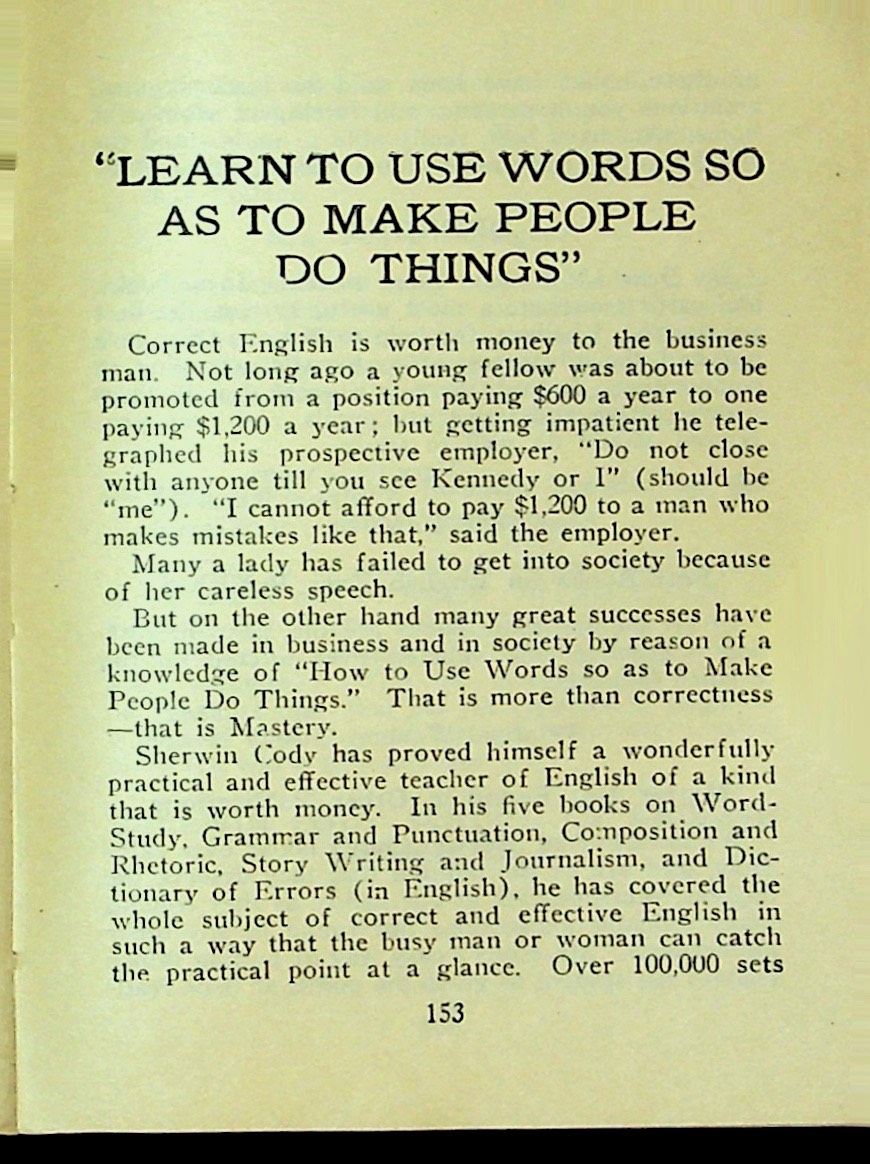 “LEARN TO USE WORDS SO
AS TO MAKE PEOPLE
DO THINGS”
Correct English is worth money to the business
man. Not long ago a young fellow was about to be
promoted from a position paying $600 a year to one
paying $1,200 a year; but getting impatient he tele-
graphed his prospective employer, “Do not close
with anyone till you see Kennedy or I” (should be
“me”). “I cannot afford to pay $1,200 to a man who
makes mistakes like that,” said the employer.
Many a lady has failed to get into society because
of her careless speech.
But on the other hand many great successes have
been made in business and in society by reason of a
knowledge of “How to Use Words so as to Make
People Do Things.” That is more than correctness
—that is Mastery.
Sherwin Cody has proved himself a wonderfully
practical and effective teacher of English of a kind
that is worth money. In his five books on Word-
Study, Grammar and Punctuation, Composition and
Rhetoric, Story Writing and Journalism, and Dic-
tionary of Errors (in English), he has covered the
whole subject of correct and effective English in
such a way that the busy man or woman can catch
the practical point at a glance. Over 100,000 sets
153